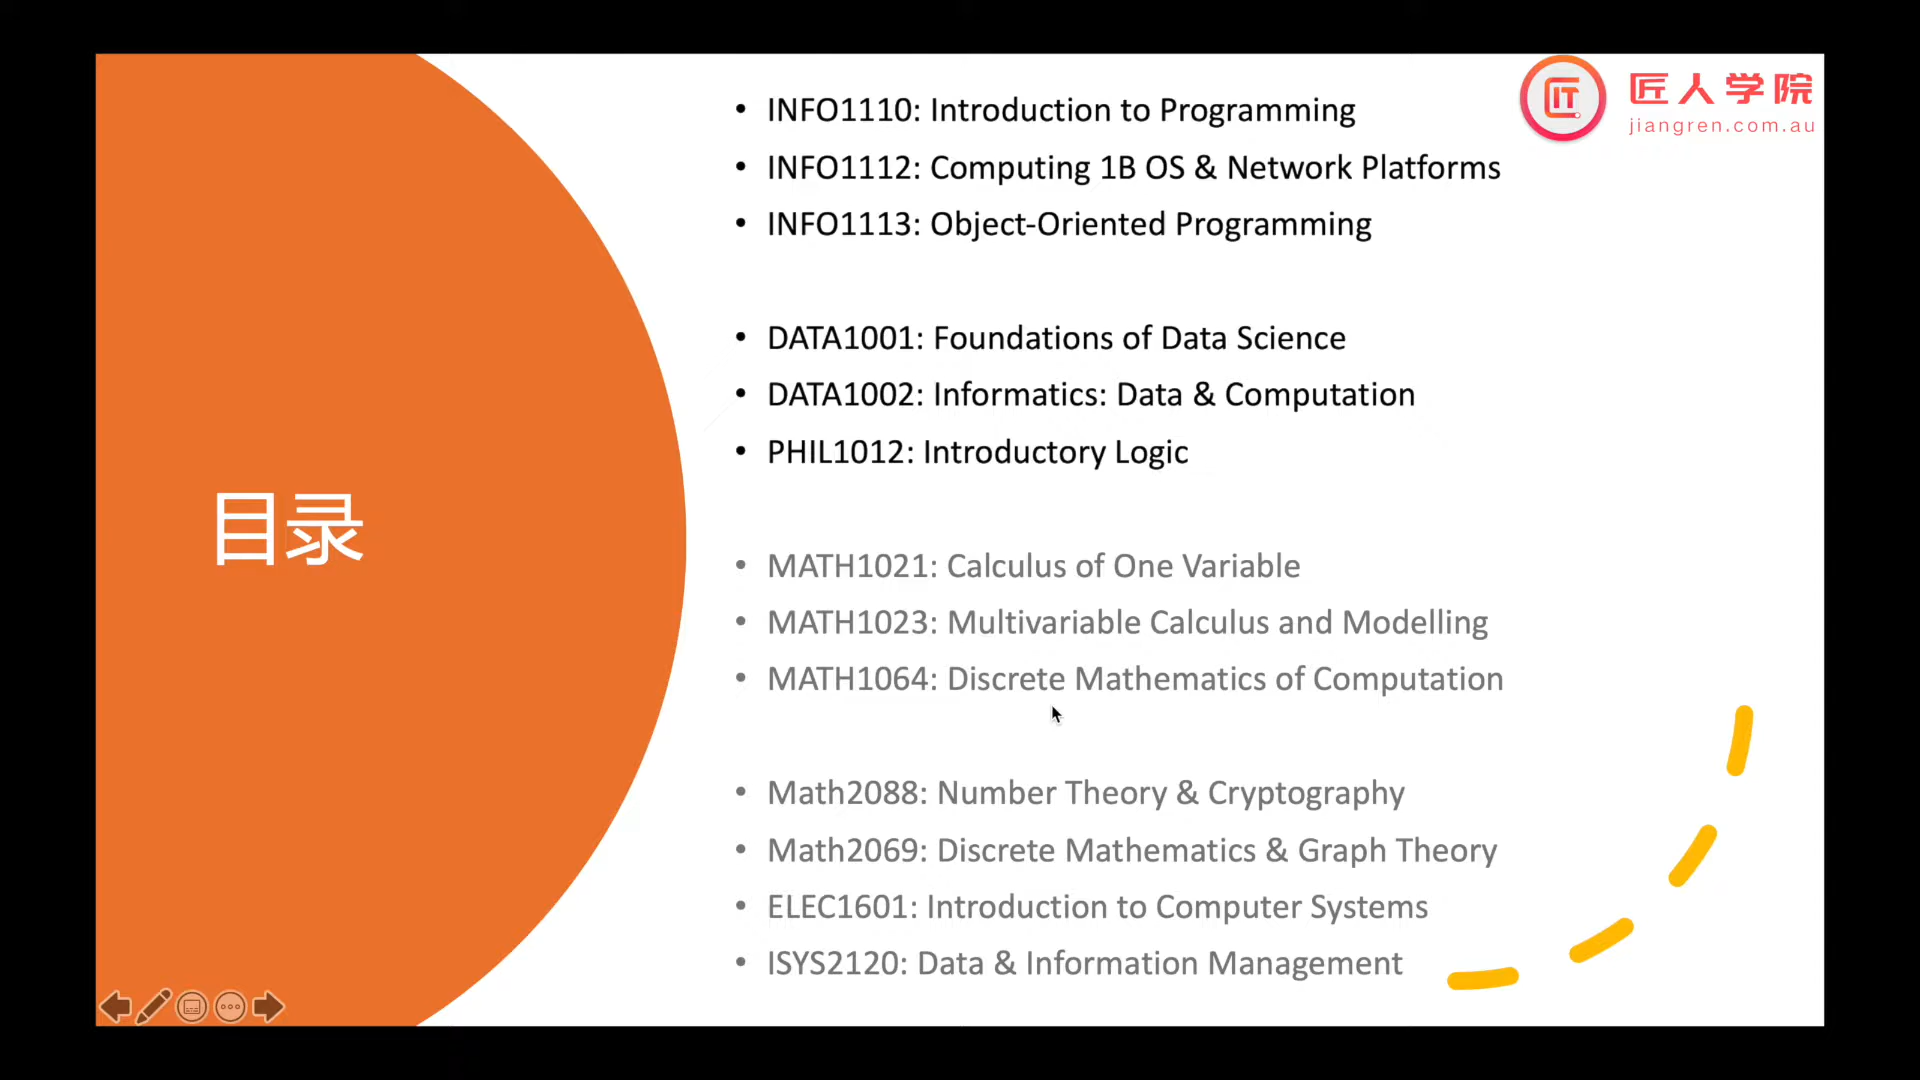 匠人学院
jiangren.com.au
目录
• INFO1110: Introduction to Programming
• INFO1112: Computing 1B OS & Network Platforms
• INFO1113: Object-Oriented Programming
• DATA1001: Foundations of Data Science
• DATA1002: Informatics: Data & Computation
• PHIL1012: Introductory Logic
• MATH1021: Calculus of One Variable
• MATH1023: Multivariable Calculus and Modelling
• MATH1064: Discrete Mathematics of Computation
• Math2088: Number Theory & Cryptography
• Math2069: Discrete Mathematics & Graph Theory
• ELEC1601: Introduction to Computer Systems
• ISYS2120: Data & Information Management